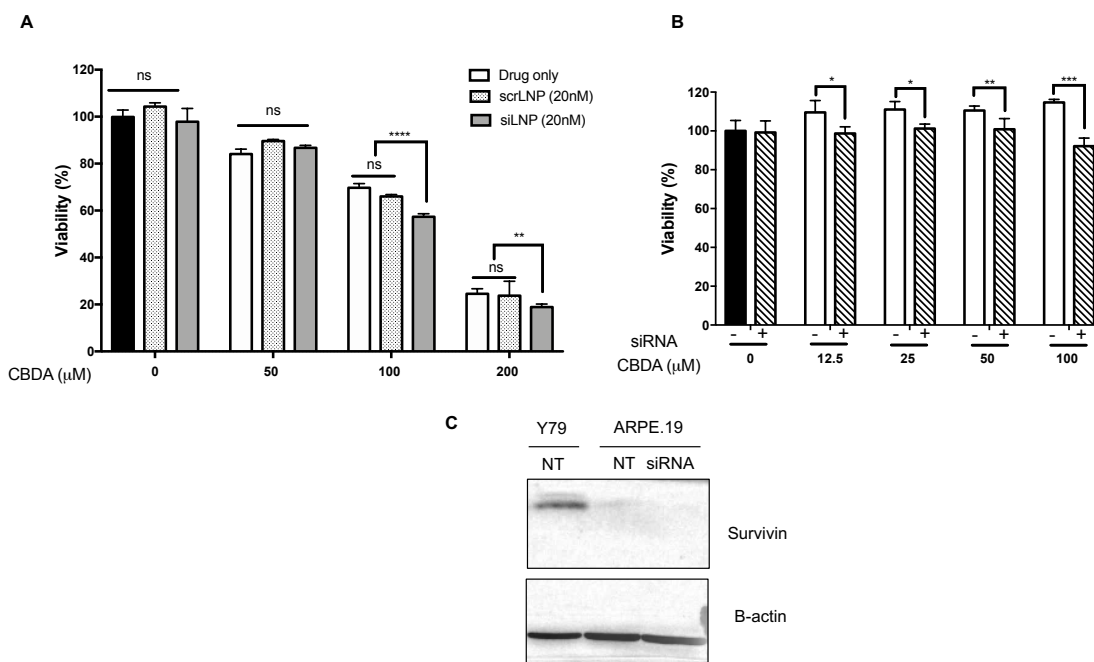 A
Viability (%)
120
100
80
60
40
20
0
ns
ns
ns
****
ns
**
Drug only
scrLNP (20nM)
siLNP (20nM)
CBDA (μM)
0 50 100 200
B
Viability (%)
120
100
80
60
40
20
0
* * ** ***
siRNA - + - + - + - + - +
CBDA (μM) 0 12.5 25 50 100
C
Y79 ARPE.19
NT NT siRNA
Survivin
B-actin